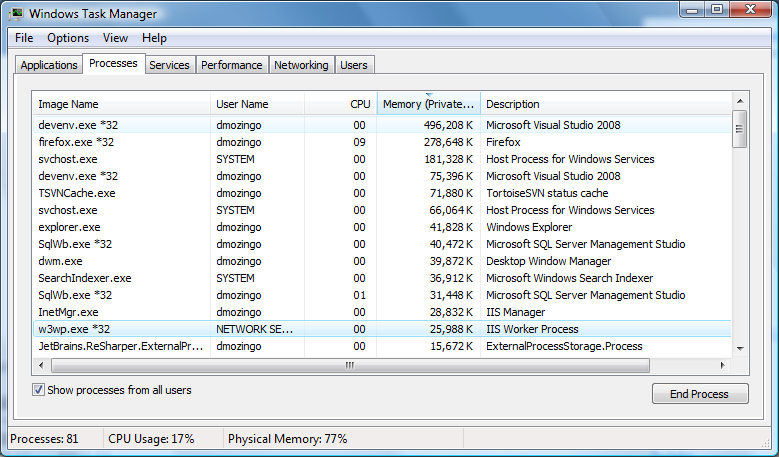 Windows Task Manager
File Options View Help
Applications Processes Services Performance Networking Users
Image Name User Name CPU Memory (Private... Description
devenv.exe *32 dmozingo 00 496,208 K Microsoft Visual Studio 2008
firefox.exe *32 dmozingo 09 278,648 K Firefox
svchost.exe SYSTEM 00 181,328 K Host Process for Windows Services
devenv.exe *32 dmozingo 00 75,396 K Microsoft Visual Studio 2008
TSVNCache.exe dmozingo 00 71,880 K TortoiseSVN status cache
svchost.exe SYSTEM 00 66,064 K Host Process for Windows Services
explorer.exe dmozingo 00 41,828 K Windows Explorer
SqlWb.exe *32 dmozingo 00 40,472 K Microsoft SQL Server Management Studio
dwm.exe dmozingo 00 39,872 K Desktop Window Manager
SearchIndexer.exe SYSTEM 00 36,912 K Microsoft Windows Search Indexer
SqlWb.exe *32 dmozingo 01 31,448 K Microsoft SQL Server Management Studio
InetMgr.exe dmozingo 00 28,832 K IIS Manager
w3wp.exe *32 NETWORK SE... 00 25,988 K IIS Worker Process
JetBrains.ReSharper.ExternalPr... dmozingo 00 15,672 K ExternalProcessStorage.Process
Show processes from all users
End Process
Processes: 81 CPU Usage: 17% Physical Memory: 77%